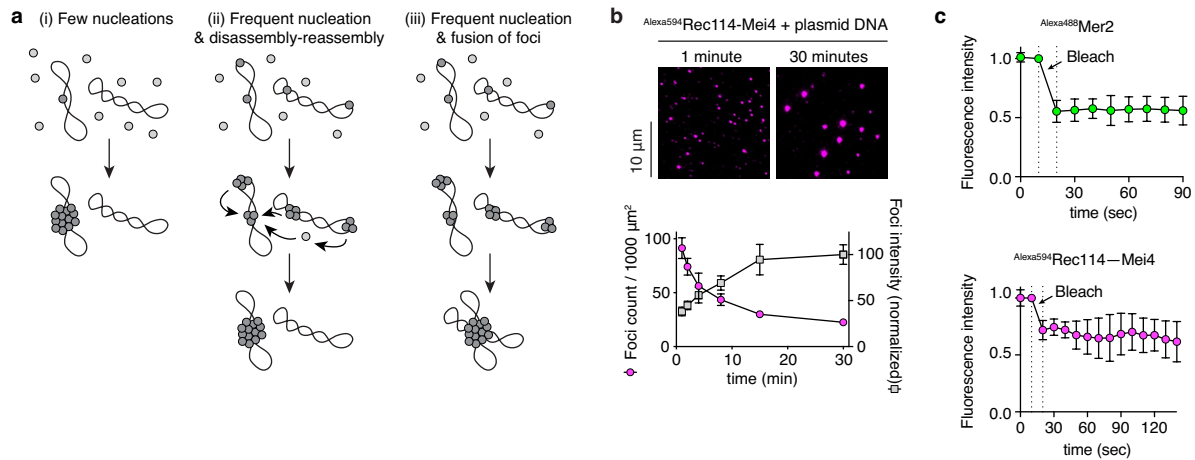 a
(i) Few nucleations
(ii) Frequent nucleation
& disassembly-reassembly
(iii) Frequent nucleation
& fusion of foci
b
Alexa594Rec114-Mei4 + plasmid DNA
1 minute
30 minutes
10 µm
Foci count / 1000 µm²
100
50
0
Foci intensity (normalized)
100
50
0
0
10
20
30
time (min)
c
Alexa488Mer2
Bleach
Fluorescence intensity
1.0
0.5
0.0
0
30
60
90
time (sec)
Alexa594Rec114—Mei4
Bleach
Fluorescence intensity
1.0
0.5
0.0
0
30
60
90
120
time (sec)